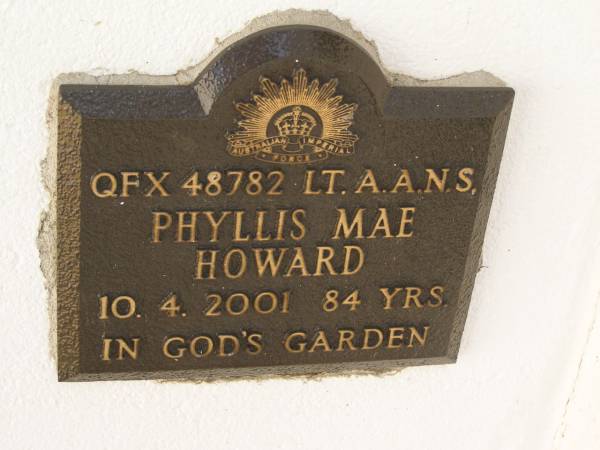 AUSTRALIAN IMPERIAL
FORCE
QFX 48782 LT. A.A.N.S.
PHYLLIS MAE
HOWARD
10. 4. 2001 84 YRS.
IN GOD'S GARDEN